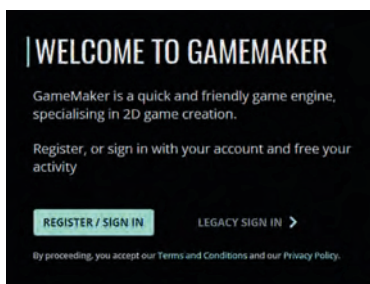 WELCOME TO GAMEMAKER
GameMaker is a quick and friendly game engine,
specialising in 2D game creation.
Register, or sign in with your account and free your
activity
REGISTER / SIGN IN
LEGACY SIGN IN
By proceeding, you accept our Terms and Conditions and our Privacy Policy.